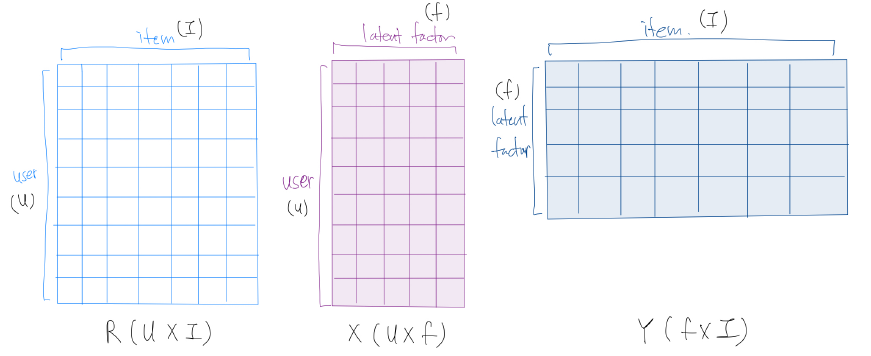 item (I)
user
(U)
R (U X I)
(f)
latent factor
user
(u)
X (U x f)
item. (I)
(f)
latent
factor
Y (f x I)